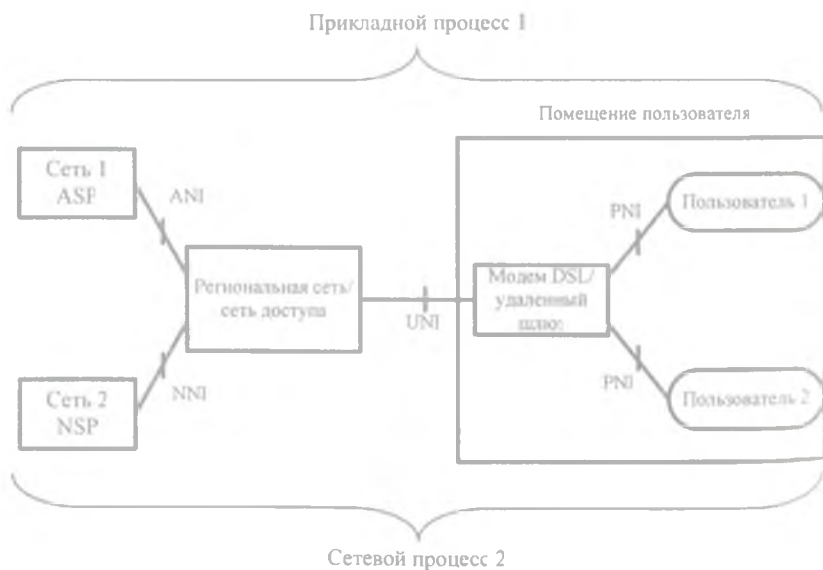 Прикладной процесс 1
Помещение пользователя
Сеть 1
ASP
ANI
PNI
Пользователь 1
Региональная сеть/
сеть доступа
UNI
Модем DSL/
удаленный
шлюз
NNI
PNI
Сеть 2
NSP
Пользователь 2
Сетевой процесс 2